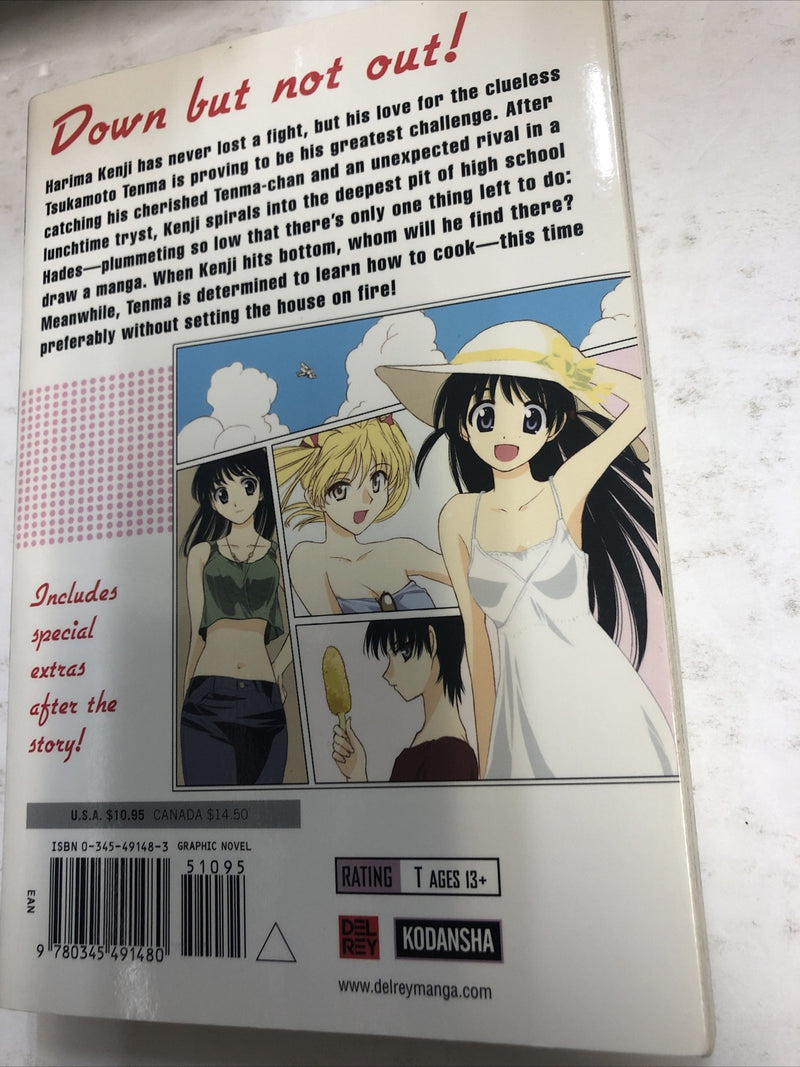 Down but not out!
Harima Kenji has never lost a fight, but his love for the clueless
Tsukamoto Tenma is proving to be his greatest challenge. After
catching his cherished Tenma-chan and an unexpected rival in a
lunchtime tryst, Kenji spirals into the deepest pit of high school
Hades—plummeting so low that there's only one thing left to do:
draw a manga. When Kenji hits bottom, whom will he find there?
Meanwhile, Tenma is determined to learn how to cook—this time
preferably without setting the house on fire!
Includes
special
extras
after the
story!
U.S.A. $10.95 CANADA $14.50
ISBN 0-345-49148-3 GRAPHIC NOVEL
51095
EAN
9 780345 491480
RATING T AGES 13+
DEL
REY
KODANSHA
www.delreymanga.com